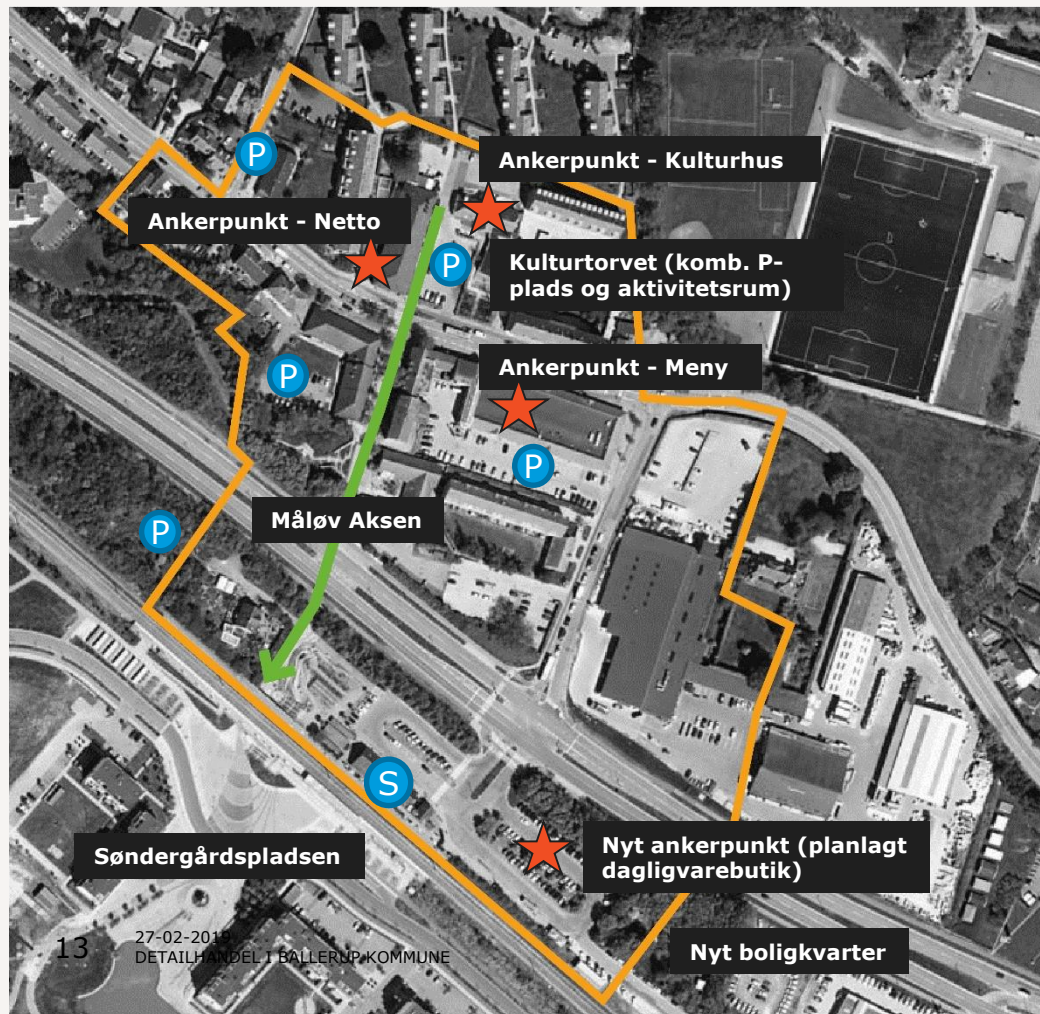 P
Ankerpunkt - Kulturhus
Ankerpunkt - Netto
P
Kulturtorvet (komb. P-
plads og aktivitetsrum)
P
Ankerpunkt - Meny
P
Måløv Aksen
P
S
Søndergårdspladsen
Nyt ankerpunkt (planlagt
dagligvarebutik)
13
27-02-2019
DETAILHANDEL I BALLERUP KOMMUNE
Nyt boligkvarter